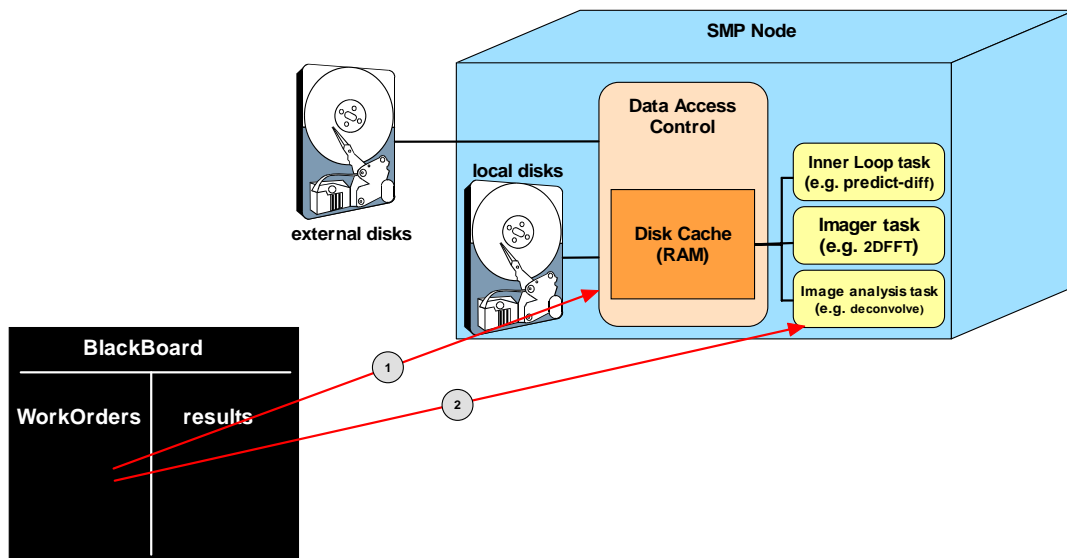 SMP Node
Data Access
Control
local disks
external disks
Disk Cache
(RAM)
Inner Loop task
(e.g. predict-diff)
Imager task
(e.g. 2DFFT)
Image analysis task
(e.g. deconvolve)
BlackBoard
WorkOrders
results
1
2